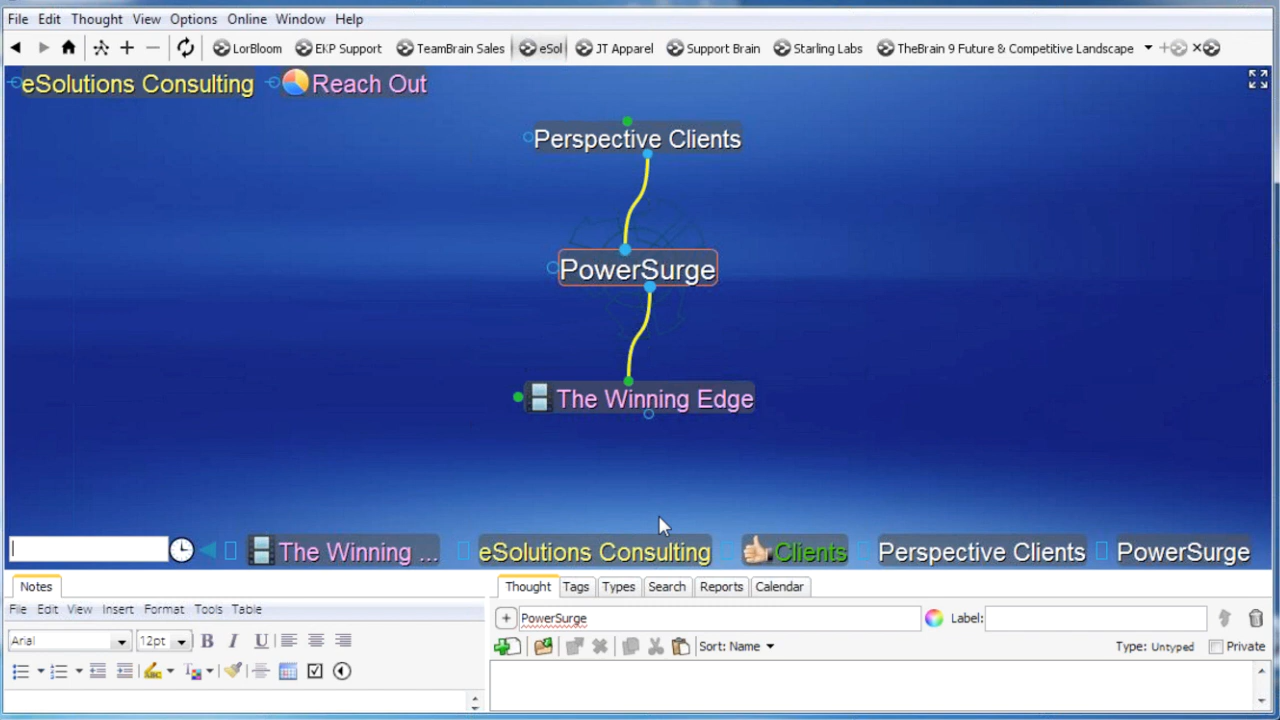 File Edit Thought View Options Online Window Help
LorBloom EKP Support TeamBrain Sales eSol JT Apparel Support Brain Starling Labs TheBrain 9 Future & Competitive Landscape
eSolutions Consulting Reach Out
Perspective Clients
PowerSurge
The Winning Edge
The Winning ... eSolutions Consulting Clients Perspective Clients PowerSurge
Notes
File Edit View Insert Format Tools Table
Arial 12pt B I U
Thought Tags Types Search Reports Calendar
PowerSurge Label:
Sort: Name Type: Untyped Private